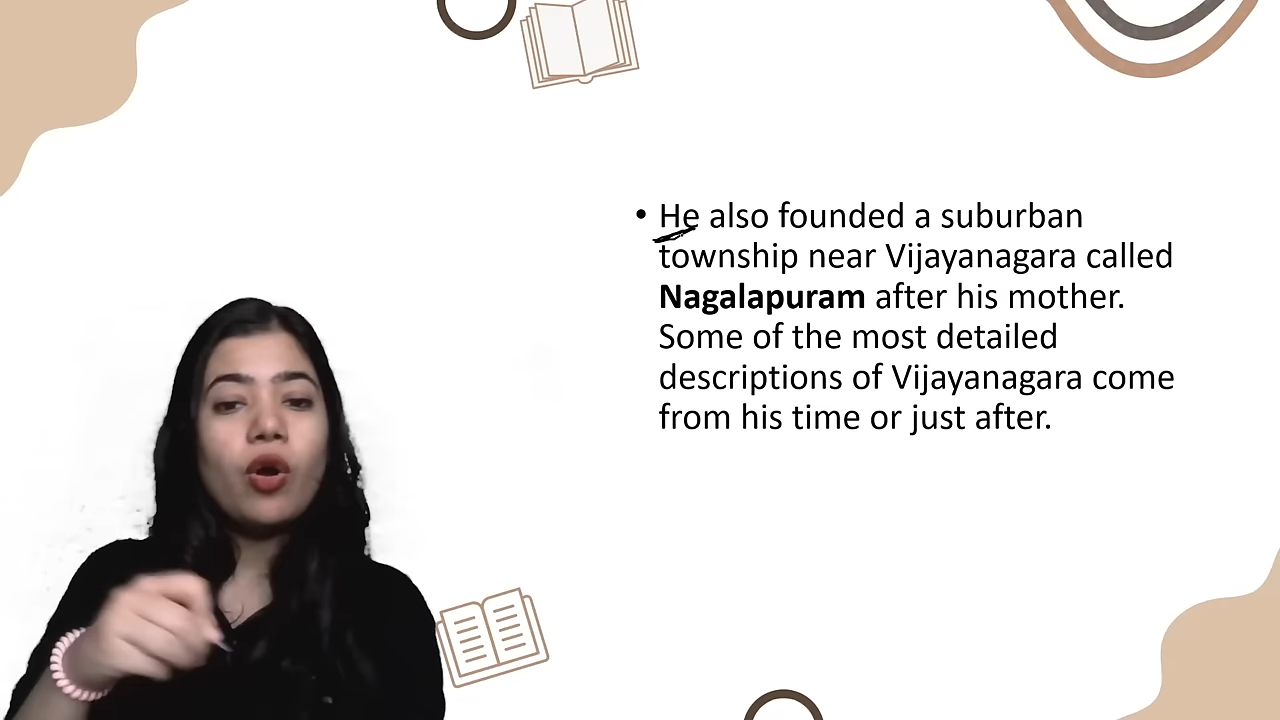 • He also founded a suburban
township near Vijayanagara called
Nagalapuram after his mother.
Some of the most detailed
descriptions of Vijayanagara come
from his time or just after.